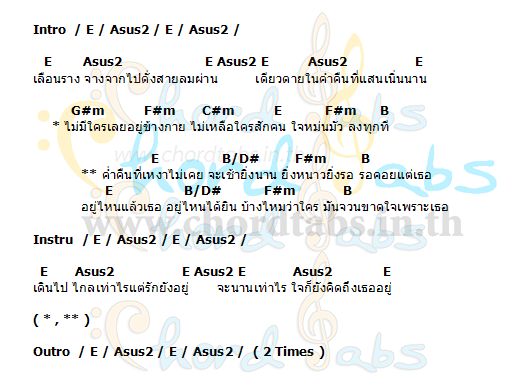 Intro / E / Asus2 / E / Asus2 /
E Asus2 E Asus2 E Asus2 E
เลือนราง จางจากไปดั่งสายลมผ่าน เดียวดายในค่ำคืนที่แสนเนิ่นนาน
G#m F#m C#m E F#m B
* ไม่มีใครเลยอยู่ข้างกาย ไม่เหลือใครสักคน ใจหม่นมัว ลงทุกที
E B/D# F#m B
** ค่ำคืนที่เหงาไม่เคย จะเช้ายิ่งนาน ยิ่งหนาวยิ่งรอ รอคอยแต่เธอ
E B/D# F#m B
อยู่ไหนแล้วเธอ อยู่ไหนได้ยิน บ้างไหมว่าใคร มันจวนขาดใจเพราะเธอ
www.chordtabs.in.th
Instru / E / Asus2 / E / Asus2 /
E Asus2 E Asus2 E Asus2 E
เดินไป ไกลเท่าไรแต่รักยังอยู่ จะนานเท่าไร ใจก็ยังคิดถึงเธออยู่
( * , ** )
Outro / E / Asus2 / E / Asus2 / ( 2 Times )